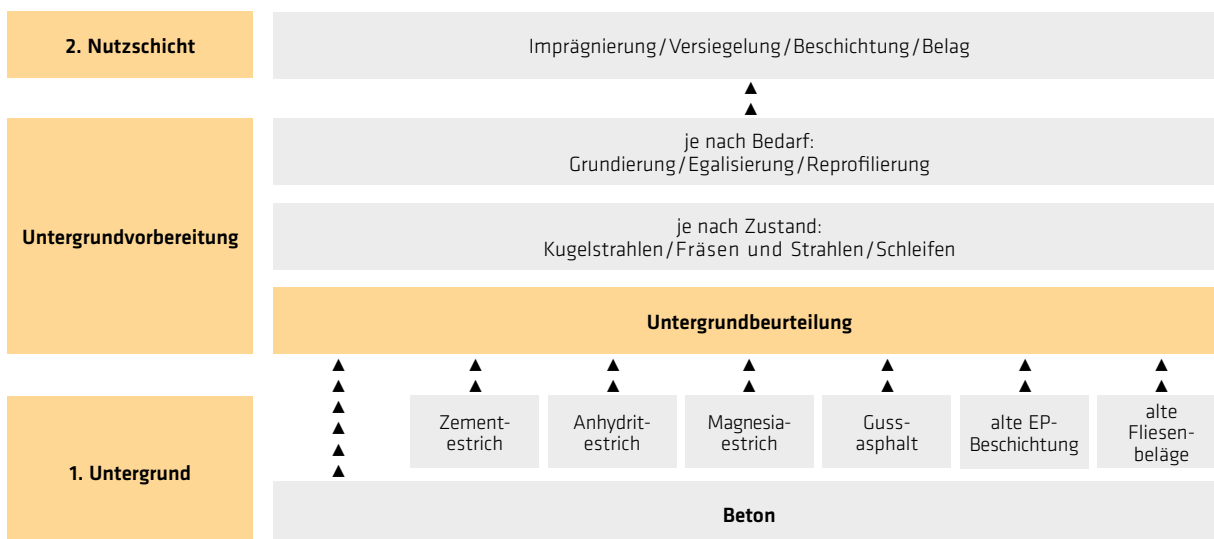 2. Nutzschicht
Imprägnierung / Versiegelung / Beschichtung / Belag
je nach Bedarf:
Grundierung / Egalisierung / Reprofilierung
Untergrundvorbereitung
je nach Zustand:
Kugelstrahlen / Fräsen und Strahlen / Schleifen
Untergrundbeurteilung
Zement-
estrich
Anhydrit-
estrich
Magnesia-
estrich
Guss-
asphalt
alte EP-
Beschichtung
alte
Fliesen-
beläge
1. Untergrund
Beton